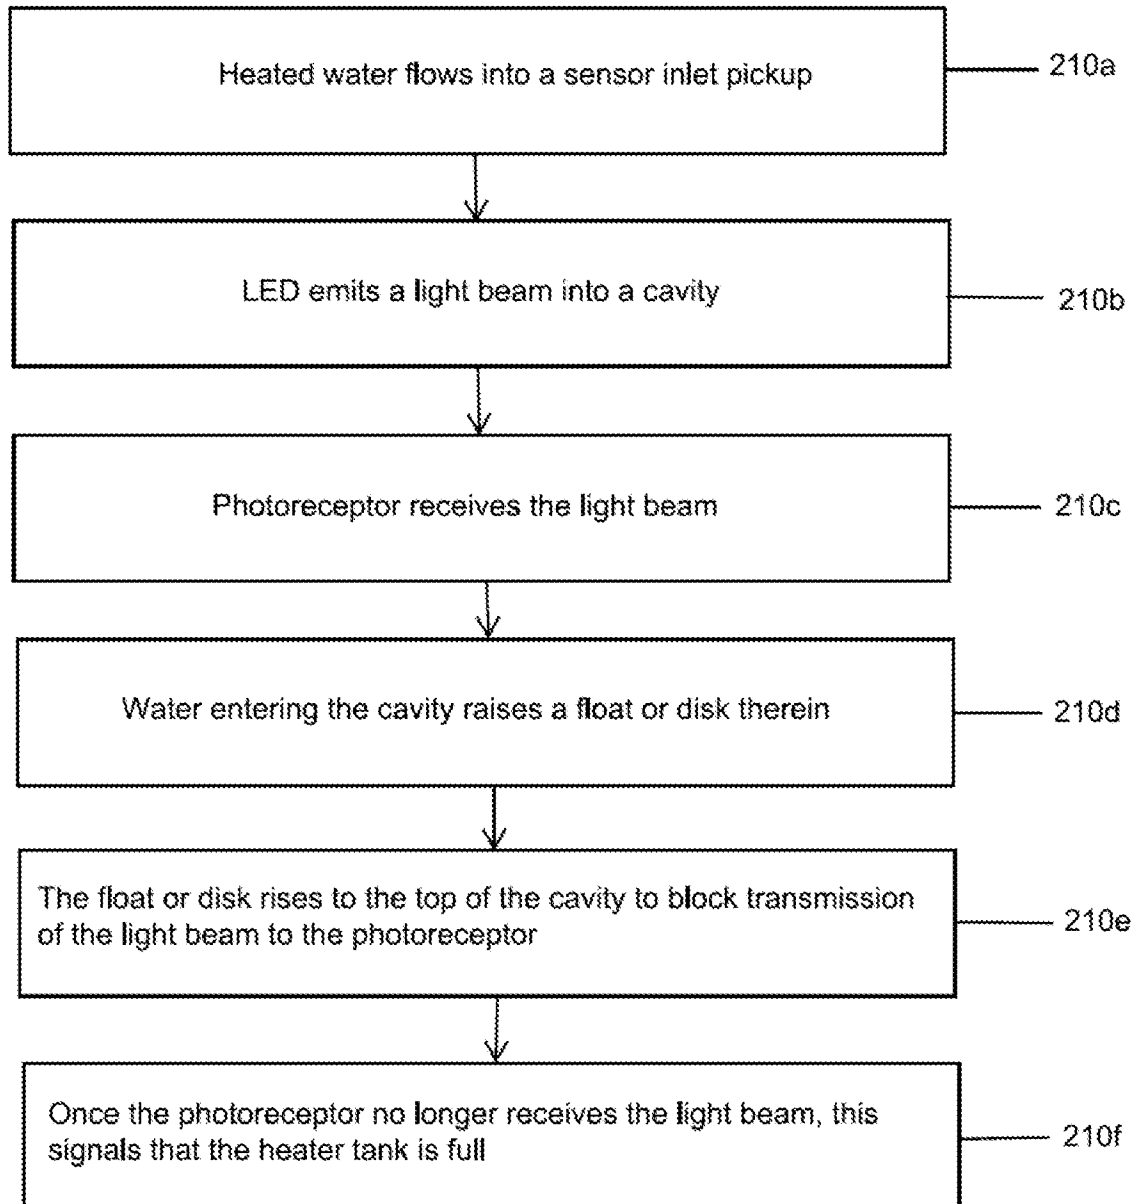 Heated water flows into a sensor inlet pickup
210a
LED emits a light beam into a cavity
210b
Photoreceptor receives the light beam
210c
Water entering the cavity raises a float or disk therein
210d
The float or disk rises to the top of the cavity to block transmission
of the light beam to the photoreceptor
210e
Once the photoreceptor no longer receives the light beam, this
signals that the heater tank is full
210f